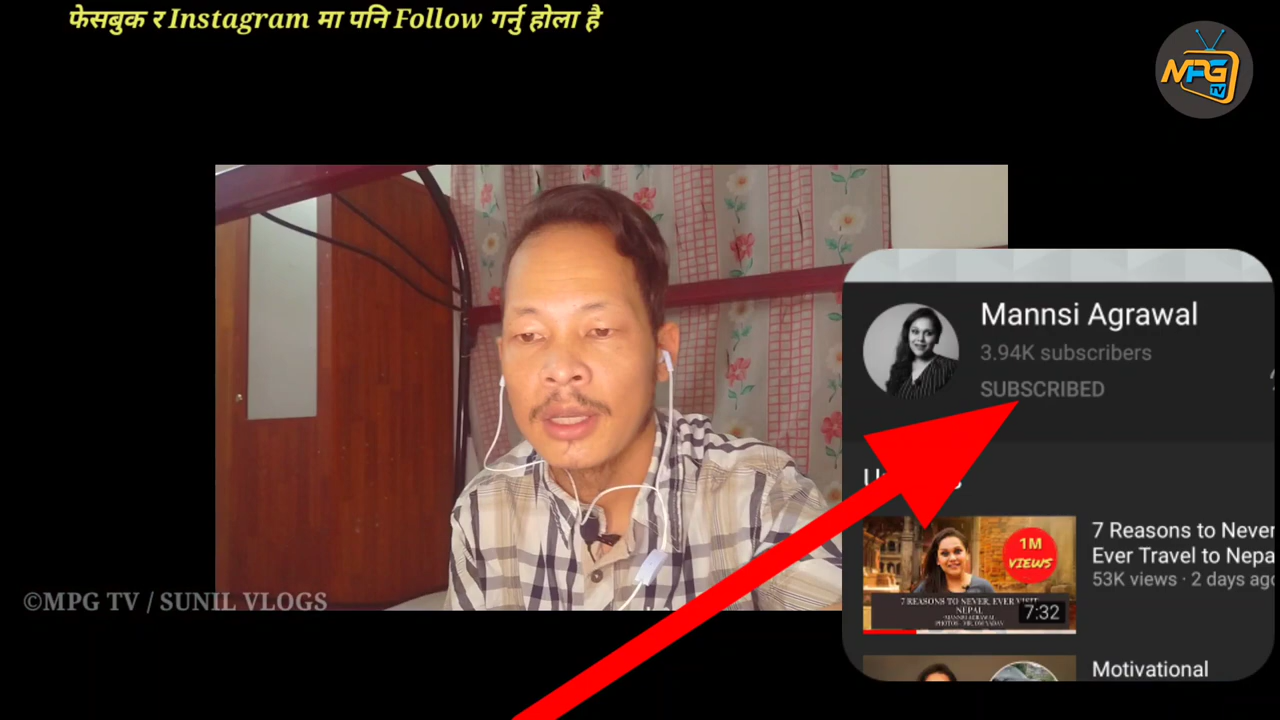 फेसबुक र Instagram मा पनि Follow गर्नु होला है
MPG
TV
Mannsi Agrawal
3.94K subscribers
SUBSCRIBED
1M
VIEWS
7 REASONS TO NEVER, EVER VISIT
NEPAL
7:32
7 Reasons to Never
Ever Travel to Nepa
53K views · 2 days ago
Motivational
©MPG TV / SUNIL VLOGS